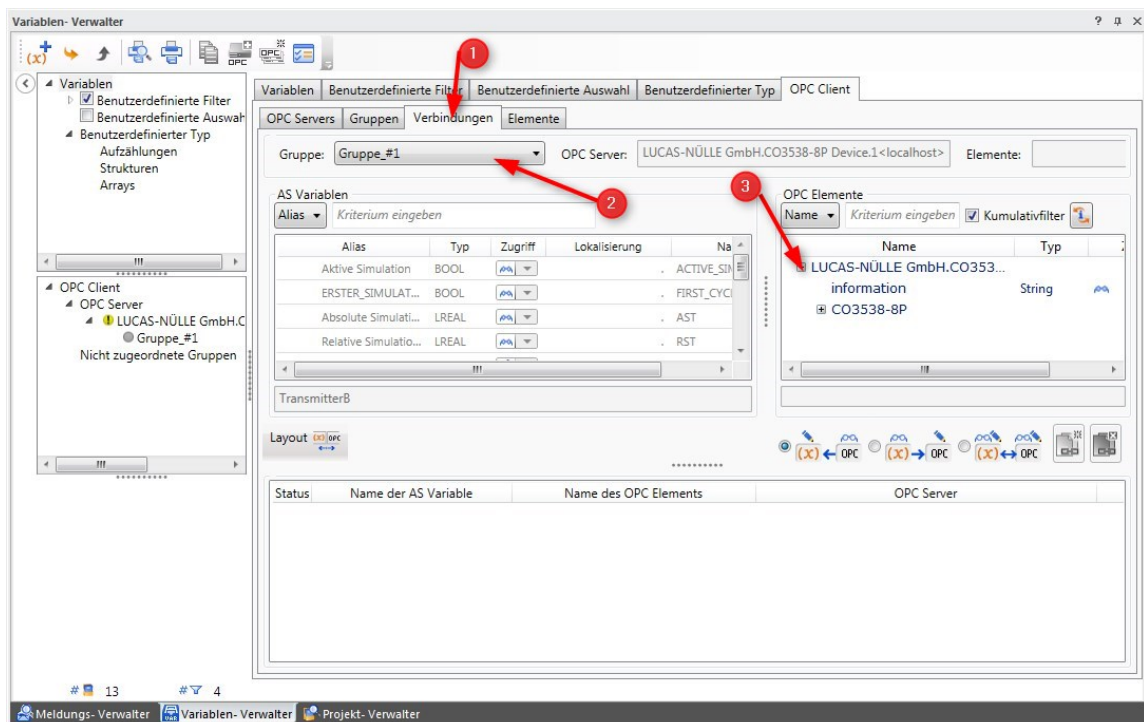 Variablen- Verwalter
Variablen
Benutzerdefinierte Filter
Benutzerdefinierte Auswah
Benutzerdefinierter Typ
Aufzählungen
Strukturen
Arrays
OPC Client
OPC Server
LUCAS-NÜLLE GmbH.C
Gruppe_#1
Nicht zugeordnete Gruppen
1
Variablen Benutzerdefinierte Filter Benutzerdefinierte Auswahl Benutzerdefinierter Typ OPC Client
OPC Servers Gruppen Verbindungen Elemente
Gruppe: Gruppe_#1 OPC Server: LUCAS-NÜLLE GmbH.CO3538-8P Device.1<localhost> Elemente:
2
3
AS Variablen
Alias Kriterium eingeben
Alias Typ Zugriff Lokalisierung Na
Aktive Simulation BOOL . ACTIVE_SIM
ERSTER_SIMULAT... BOOL . FIRST_CYCL
Absolute Simulati... LREAL . AST
Relative Simulatio... LREAL . RST
TransmitterB
OPC Elemente
Name Kriterium eingeben Kumulativfilter
Name Typ
LUCAS-NÜLLE GmbH.CO353...
information String
CO3538-8P
Layout (x) OPC
(x) OPC (x) OPC (x) OPC
Status Name der AS Variable Name des OPC Elements OPC Server
# 13 # 4
Meldungs- Verwalter Variablen- Verwalter Projekt- Verwalter